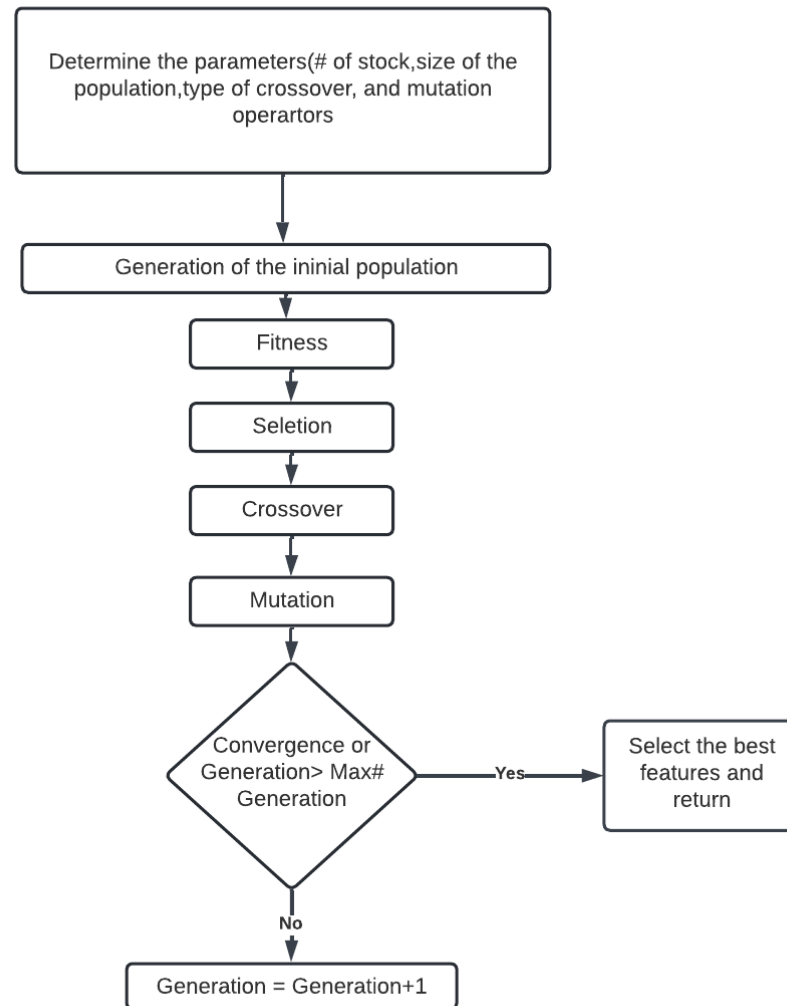 Determine the parameters(# of stock,size of the
population,type of crossover, and mutation
operartors
Generation of the ininial population
Fitness
Seletion
Crossover
Mutation
Convergence or
Generation> Max#
Generation
Yes
Select the best
features and
return
No
Generation = Generation+1